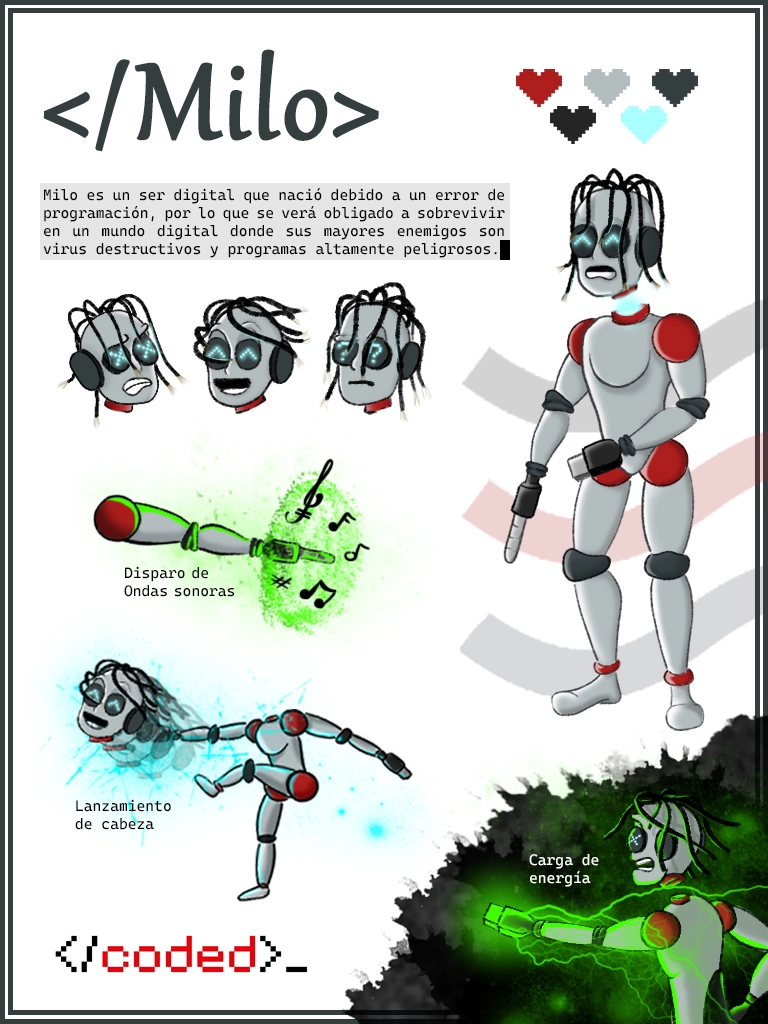 </Milo>
Milo es un ser digital que nació debido a un error de
programación, por lo que se verá obligado a sobrevivir
en un mundo digital donde sus mayores enemigos son
virus destructivos y programas altamente peligrosos.
Disparo de
Ondas sonoras
Lanzamiento
de cabeza
Carga de
energía
</coded>_